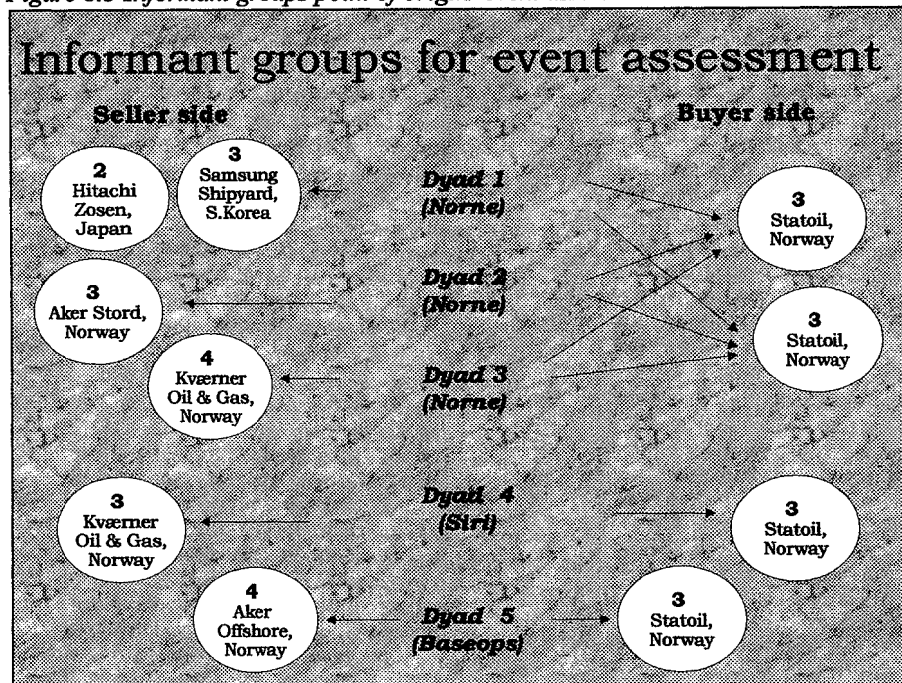 Informant groups for event assessment
Seller side
Buyer side
2
Hitachi
Zosen,
Japan
3
Samsung
Shipyard,
S.Korea
Dyad 1
(Norne)
3
Statoil,
Norway
3
Aker Stord,
Norway
Dyad 2
(Norne)
3
Statoil,
Norway
4
Kværner
Oil & Gas,
Norway
Dyad 3
(Norne)
3
Kværner
Oil & Gas,
Norway
Dyad 4
(Siri)
3
Statoil,
Norway
4
Aker
Offshore,
Norway
Dyad 5
(Baseops)
3
Statoil,
Norway